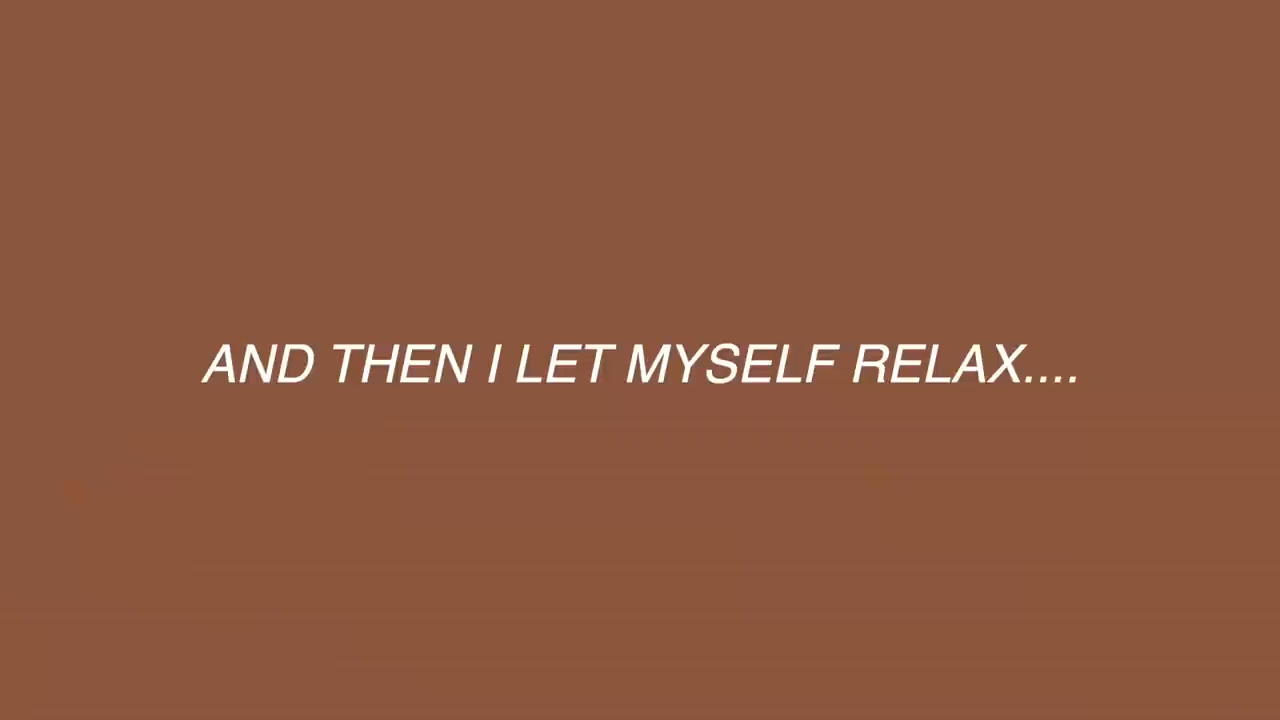 AND THEN I LET MYSELF RELAX....